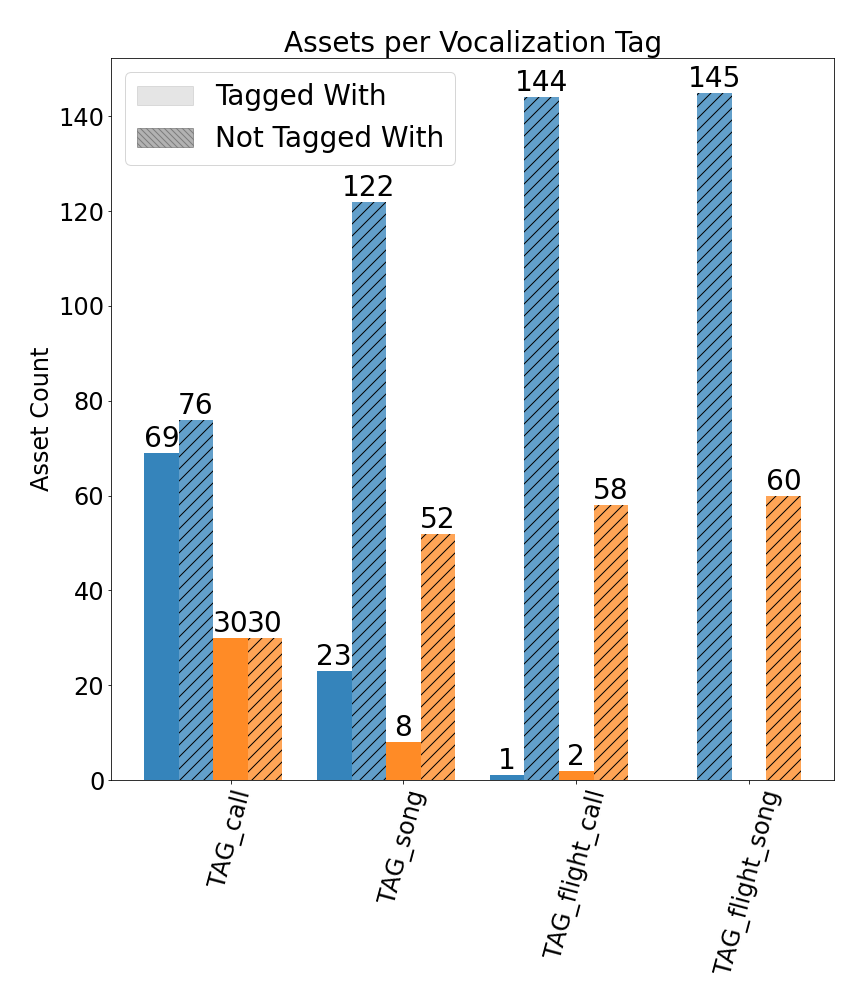 Assets per Vocalization Tag
Tagged With
Not Tagged With
Asset Count
140
120
100
80
60
40
20
0
69
76
30
30
23
122
8
52
1
144
2
58
145
60
TAG_call
TAG_song
TAG_flight_call
TAG_flight_song